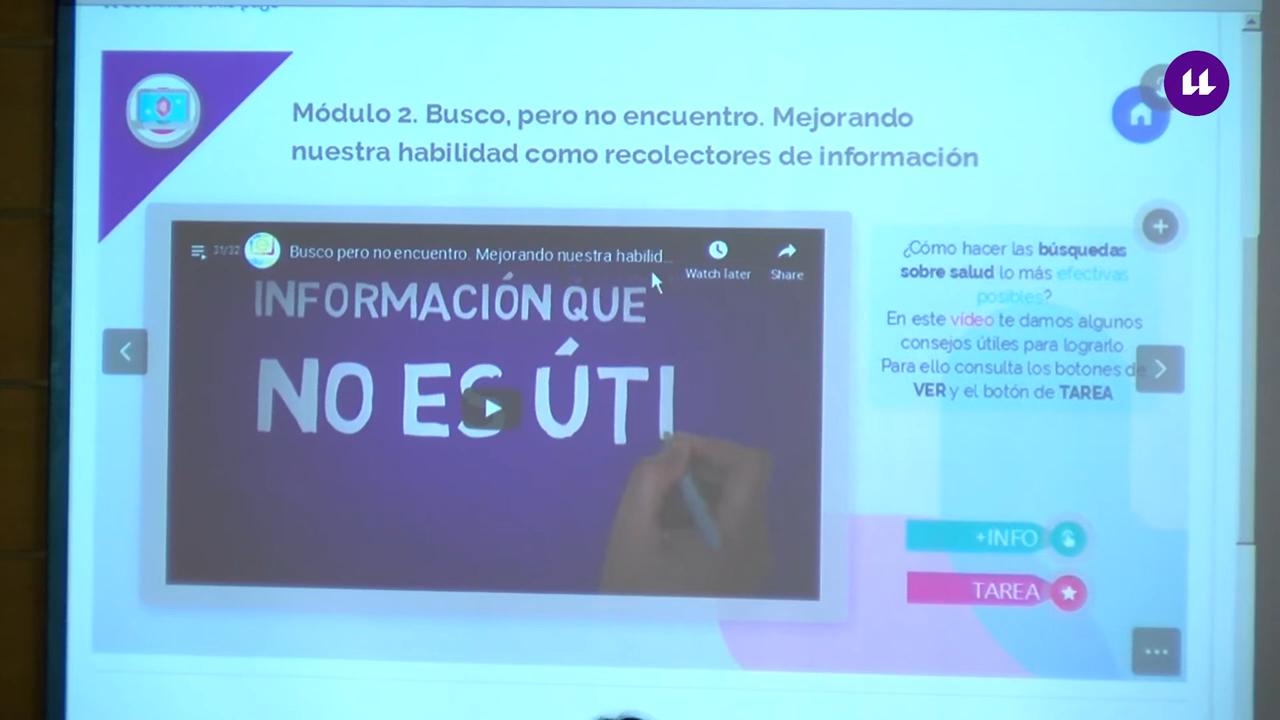 Módulo 2. Busco, pero no encuentro. Mejorando
nuestra habilidad como recolectores de información
31/32
Busco pero no encuentro. Mejorando nuestra habilid...
Watch later
Share
INFORMACIÓN QUE
NO ES ÚTI
¿Cómo hacer las búsquedas
sobre salud lo más efectivas
posibles?
En este vídeo te damos algunos
consejos útiles para lograrlo
Para ello consulta los botones de
VER y el botón de TAREA
+INFO
TAREA